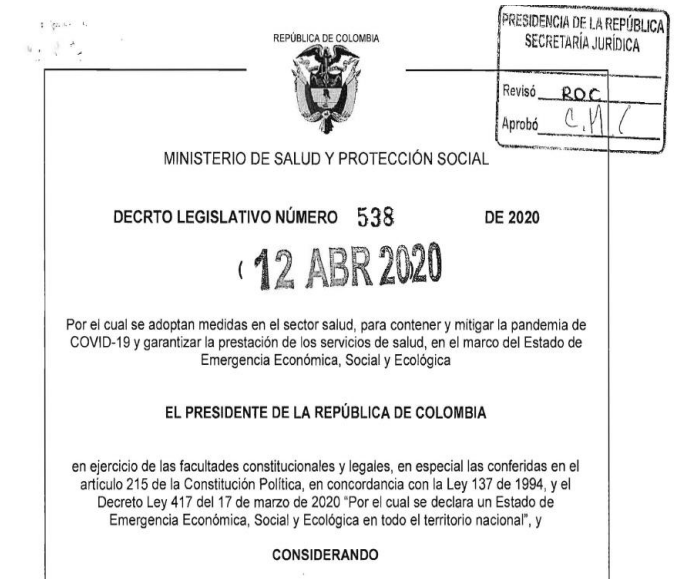 REPÚBLICA DE COLOMBIA
PRESIDENCIA DE LA REPÚBLICA
SECRETARÍA JURÍDICA
Revisó ROC
Aprobó C.M.C
MINISTERIO DE SALUD Y PROTECCIÓN SOCIAL
DECRTO LEGISLATIVO NÚMERO 538 DE 2020
12 ABR 2020
Por el cual se adoptan medidas en el sector salud, para contener y mitigar la pandemia de
COVID-19 y garantizar la prestación de los servicios de salud, en el marco del Estado de
Emergencia Económica, Social y Ecológica
EL PRESIDENTE DE LA REPÚBLICA DE COLOMBIA
en ejercicio de las facultades constitucionales y legales, en especial las conferidas en el
artículo 215 de la Constitución Política, en concordancia con la Ley 137 de 1994, y el
Decreto Ley 417 del 17 de marzo de 2020 "Por el cual se declara un Estado de
Emergencia Económica, Social y Ecológica en todo el territorio nacional", y
CONSIDERANDO